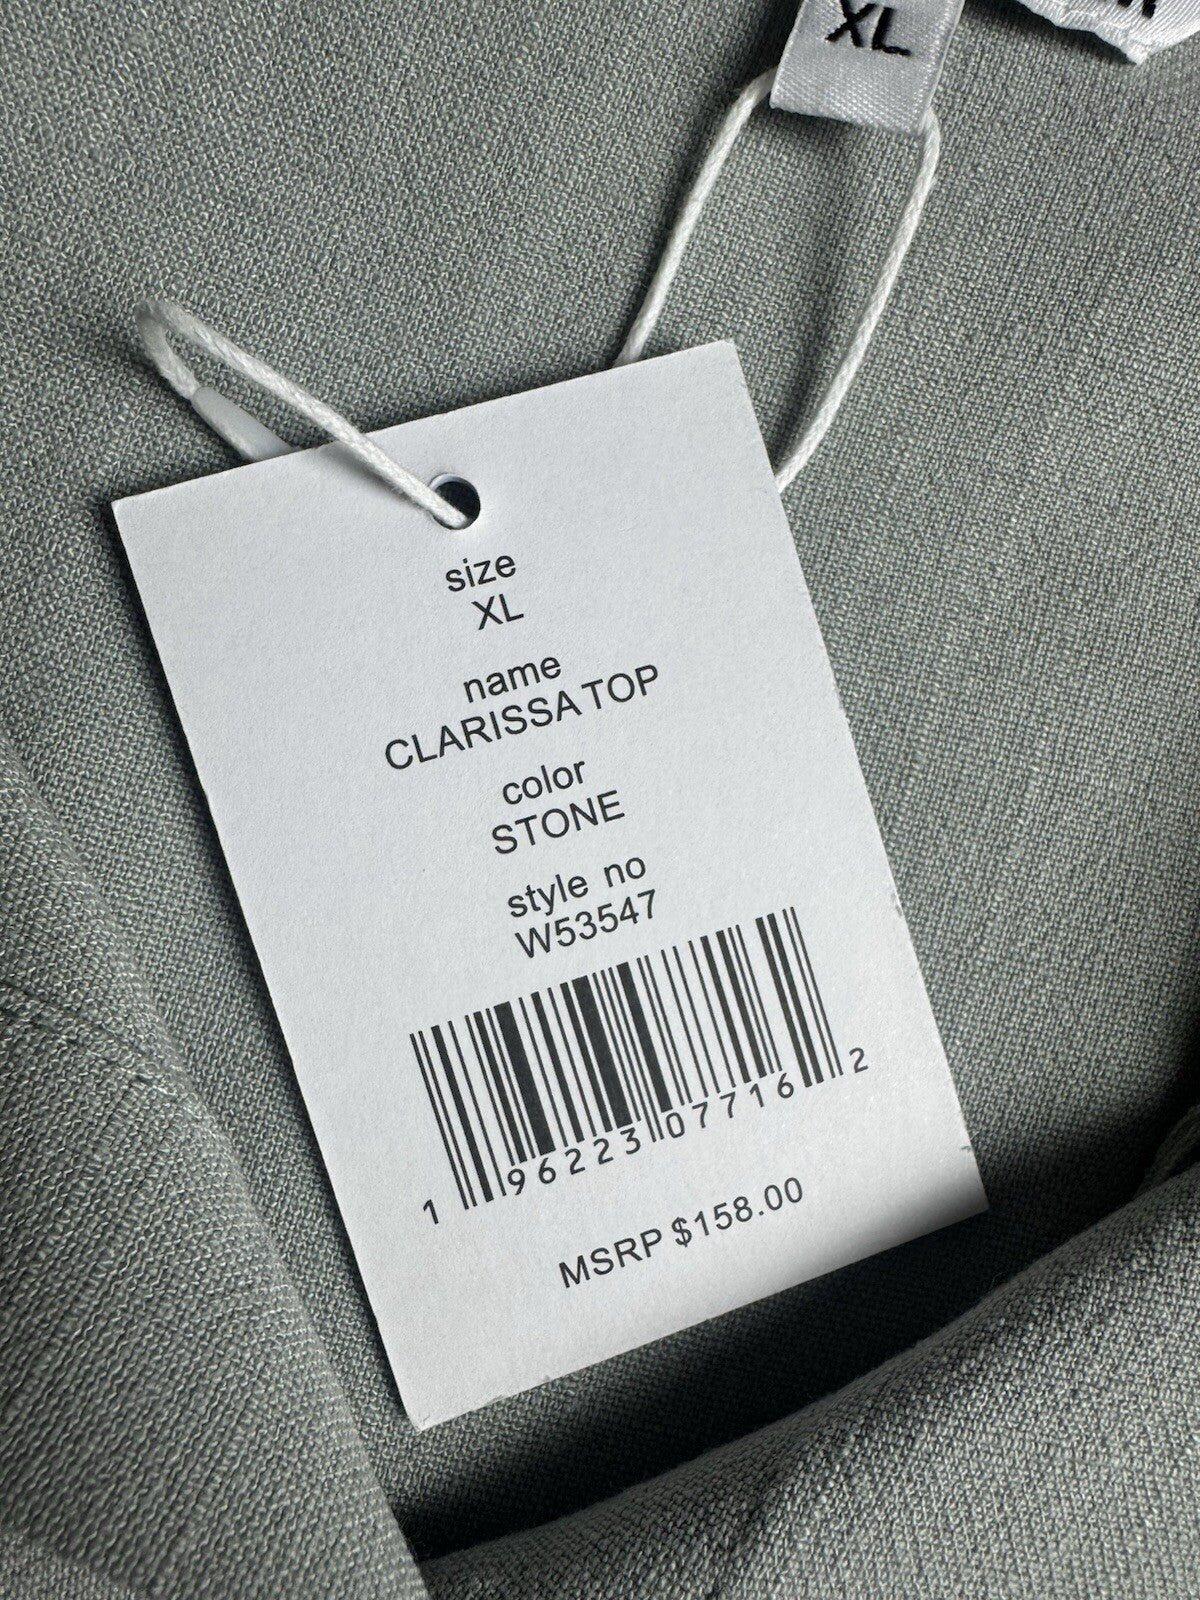 XL
size
XL
name
CLARISSA TOP
color
STONE
style no
W53547
1 96223 07716 2
MSRP $158.00